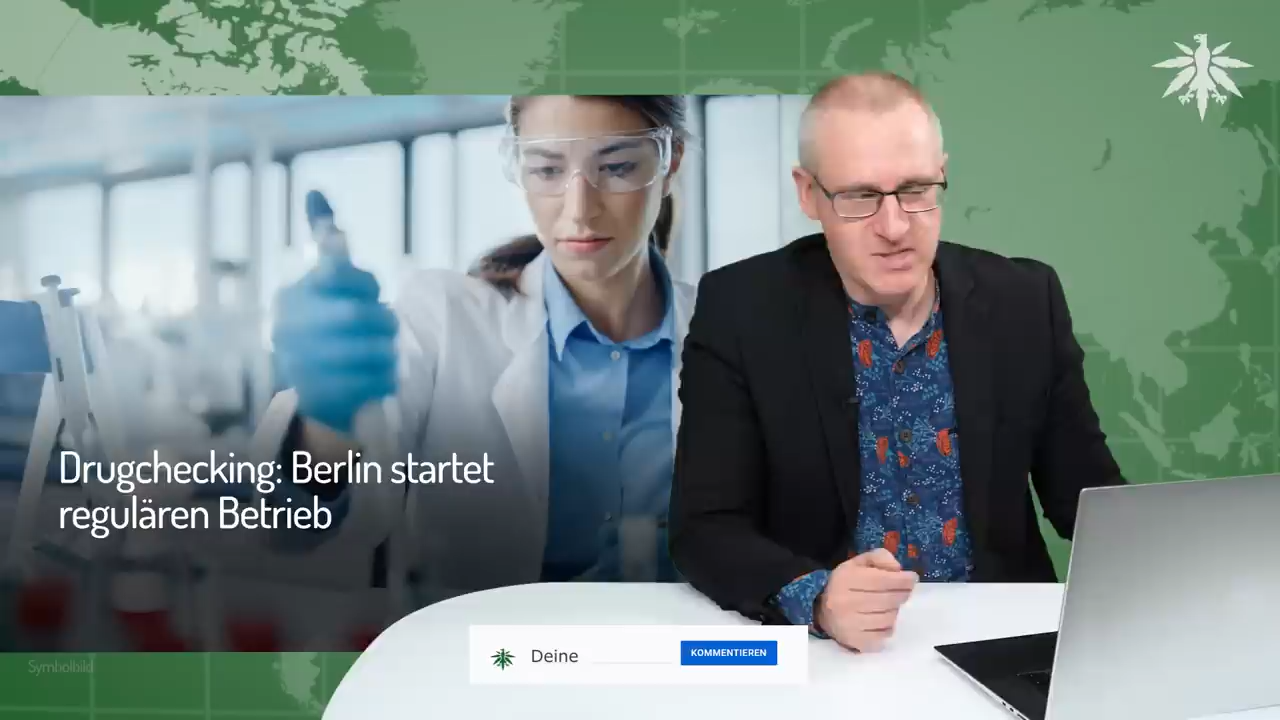 Drugchecking: Berlin startet
regulären Betrieb
Symbolbild
Deine
KOMMENTIEREN